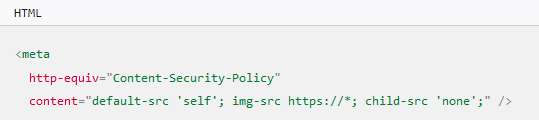 HTML
<meta
http-equiv="Content-Security-Policy"
content="default-src 'self'; img-src https://*; child-src 'none';" />